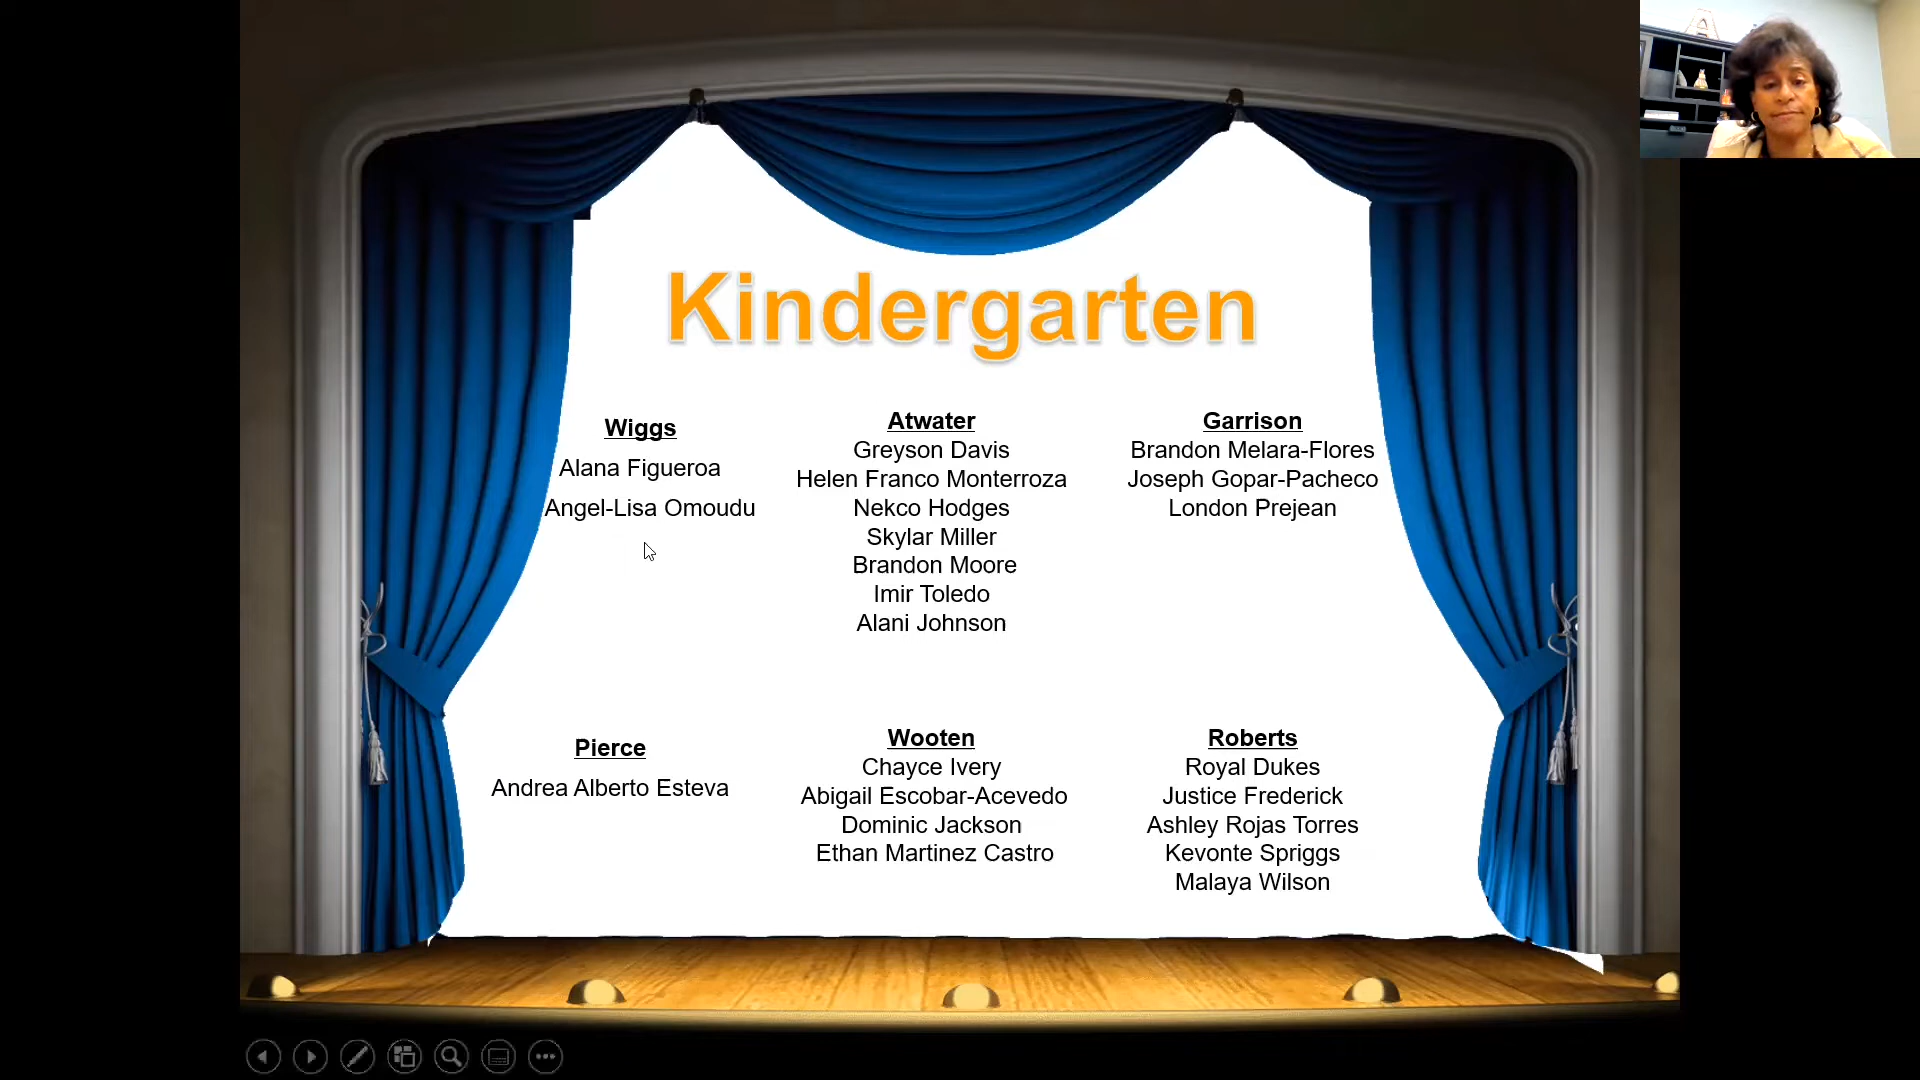 Kindergarten
Wiggs
Alana Figueroa
Angel-Lisa Omoudu
Atwater
Greyson Davis
Helen Franco Monterroza
Nekco Hodges
Skylar Miller
Brandon Moore
Imir Toledo
Alani Johnson
Garrison
Brandon Melara-Flores
Joseph Gopar-Pacheco
London Prejean
Pierce
Andrea Alberto Esteva
Wooten
Chayce Ivery
Abigail Escobar-Acevedo
Dominic Jackson
Ethan Martinez Castro
Roberts
Royal Dukes
Justice Frederick
Ashley Rojas Torres
Kevonte Spriggs
Malaya Wilson